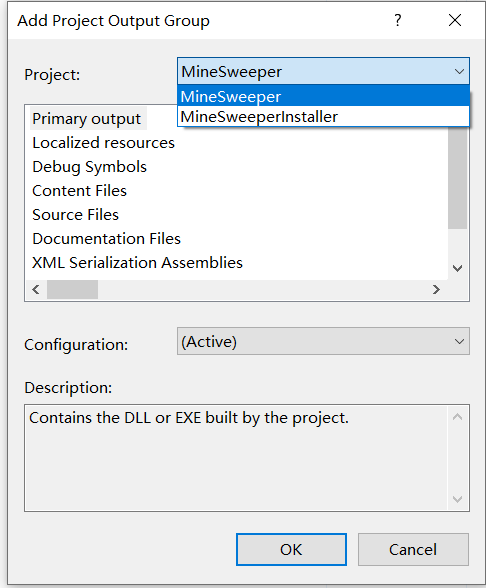 Add Project Output Group
?
Project:
MineSweeper
MineSweeper
MineSweeperInstaller
Primary output
Localized resources
Debug Symbols
Content Files
Source Files
Documentation Files
XML Serialization Assemblies
Configuration:
(Active)
Description:
Contains the DLL or EXE built by the project.
OK
Cancel